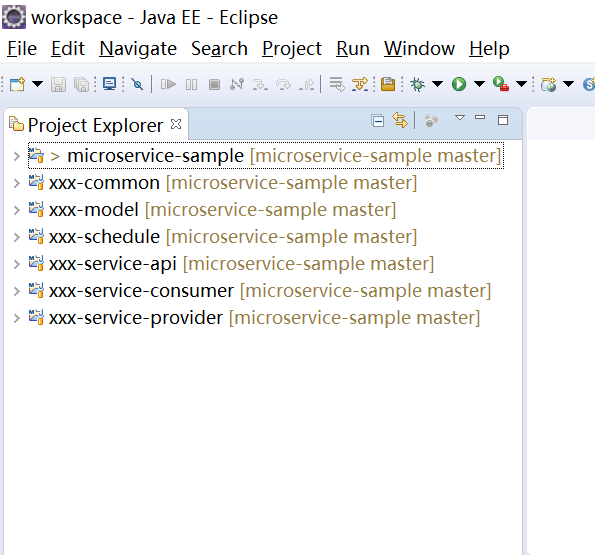 workspace - Java EE - Eclipse
File Edit Navigate Search Project Run Window Help
Project Explorer
> microservice-sample [microservice-sample master]
xxx-common [microservice-sample master]
xxx-model [microservice-sample master]
xxx-schedule [microservice-sample master]
xxx-service-api [microservice-sample master]
xxx-service-consumer [microservice-sample master]
xxx-service-provider [microservice-sample master]